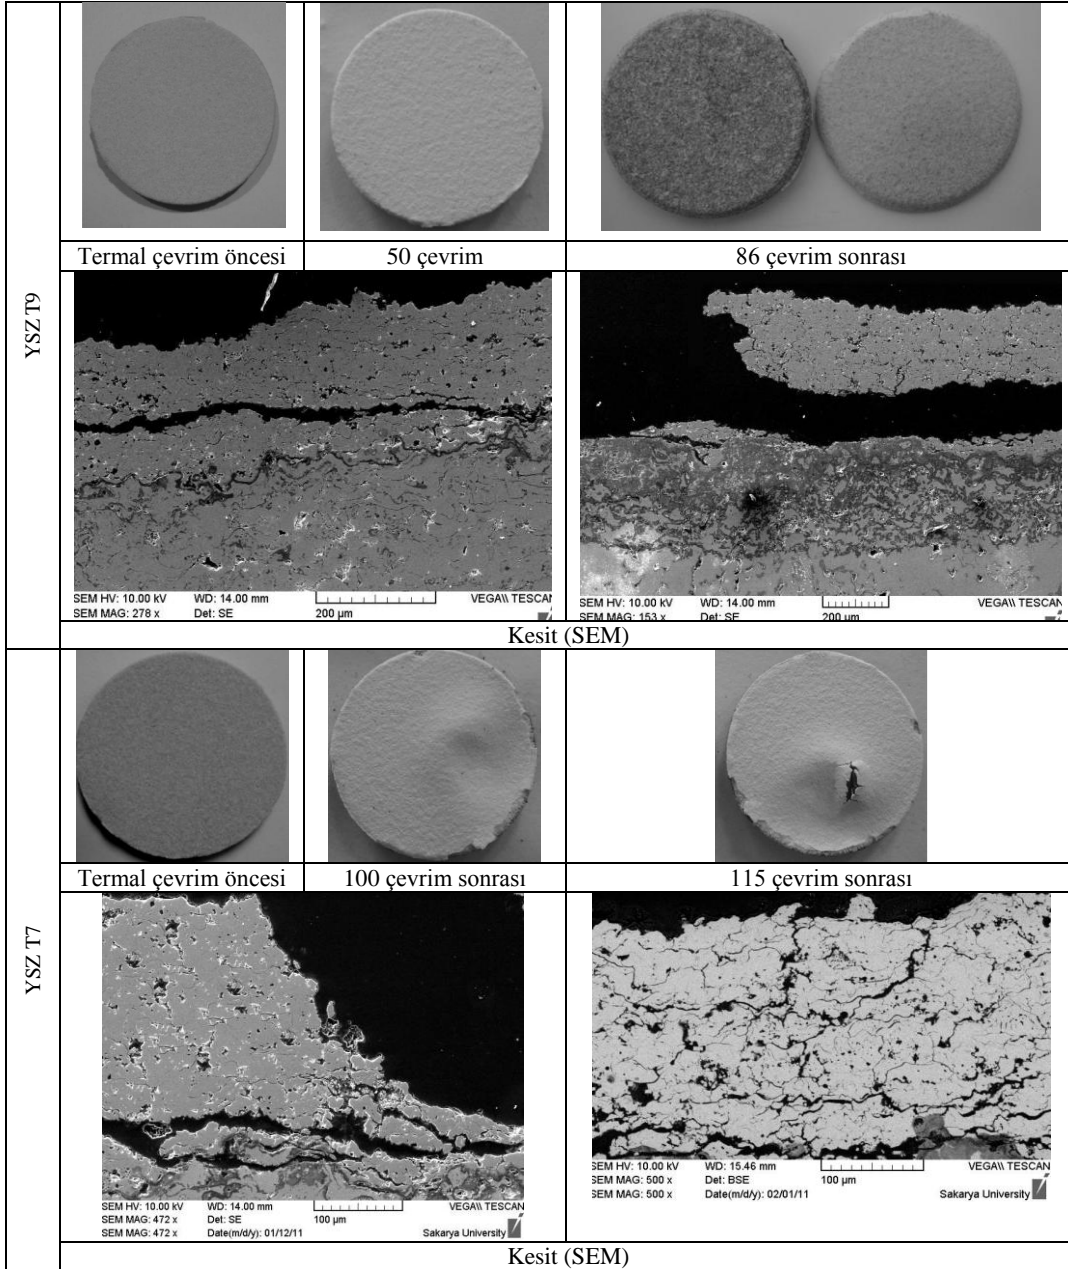 YSZ T9
Termal çevrim öncesi
50 çevrim
86 çevrim sonrası
SEM HV: 10.00 kV WD: 14.00 mm VEGA\\ TESCAN
SEM MAG: 278 x Det: SE 200 µm
SEM HV: 10.00 kV WD: 14.00 mm VEGA\\ TESCAN
SEM MAG: 153 x Det: SE 200 µm
Kesit (SEM)
YSZ T7
Termal çevrim öncesi
100 çevrim sonrası
115 çevrim sonrası
SEM HV: 10.00 kV WD: 14.00 mm VEGA\\ TESCAN
SEM MAG: 472 x Det: SE 100 µm
SEM MAG: 472 x Date(m/d/y): 01/12/11 Sakarya University
SEM HV: 10.00 kV WD: 15.46 mm VEGA\\ TESCAN
SEM MAG: 500 x Det: BSE 100 µm
SEM MAG: 500 x Date(m/d/y): 02/01/11 Sakarya University
Kesit (SEM)